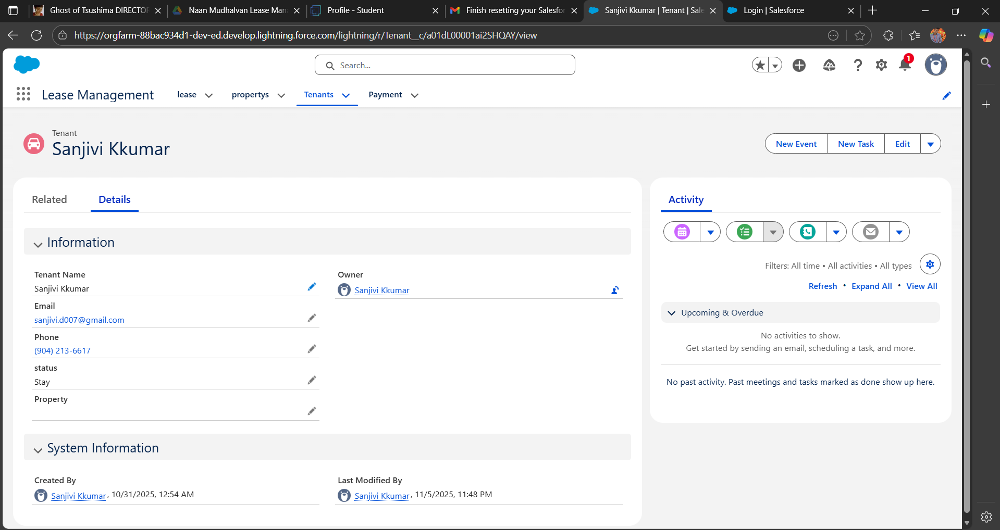 Ghost of Tsushima DIRECTO
Naan Mudhalvan Lease Man
Profile - Student
Finish resetting your Salesfor
Sanjivi Kkumar | Tenant | Sale
Login | Salesforce
https://orgfarm-88bac934d1-dev-ed.develop.lightning.force.com/lightning/r/Tenant__c/a01dL00001ai2SHQAY/view
Search...
1
Lease Management
lease
propertys
Tenants
Payment
Tenant
Sanjivi Kkumar
New Event
New Task
Edit
Related
Details
Information
Tenant Name
Sanjivi Kkumar
Owner
Sanjivi Kkumar
Email
sanjivi.d007@gmail.com
Phone
(904) 213-6617
status
Stay
Property
System Information
Created By
Sanjivi Kkumar, 10/31/2025, 12:54 AM
Last Modified By
Sanjivi Kkumar, 11/5/2025, 11:48 PM
Activity
Filters: All time • All activities • All types
Refresh • Expand All • View All
Upcoming & Overdue
No activities to show.
Get started by sending an email, scheduling a task, and more.
No past activity. Past meetings and tasks marked as done show up here.